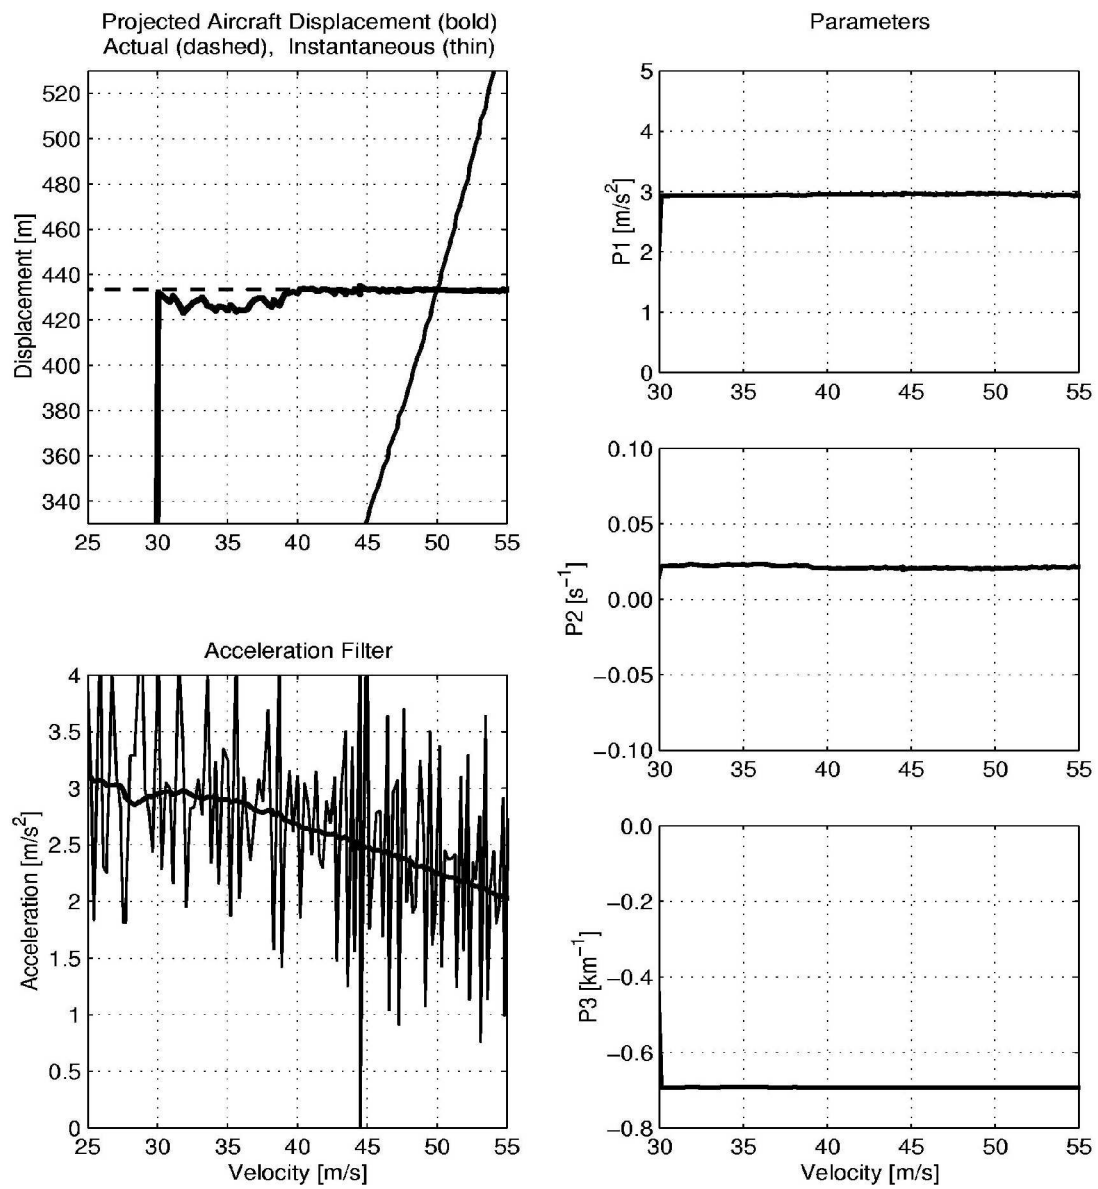 Projected Aircraft Displacement (bold)
Actual (dashed),  Instantaneous (thin)
520
500
480
460
440
420
400
380
360
340
Displacement [m]
25 30 35 40 45 50 55
Acceleration Filter
4
3.5
3
2.5
2
1.5
1
0.5
0
Acceleration [m/s²]
25 30 35 40 45 50 55
Velocity [m/s]
Parameters
5
4
3
2
1
0
P1 [m/s²]
30 35 40 45 50 55
0.10
0.05
0.00
−0.05
−0.10
P2 [s⁻¹]
30 35 40 45 50 55
0.0
−0.2
−0.4
−0.6
−0.8
P3 [km⁻¹]
30 35 40 45 50 55
Velocity [m/s]